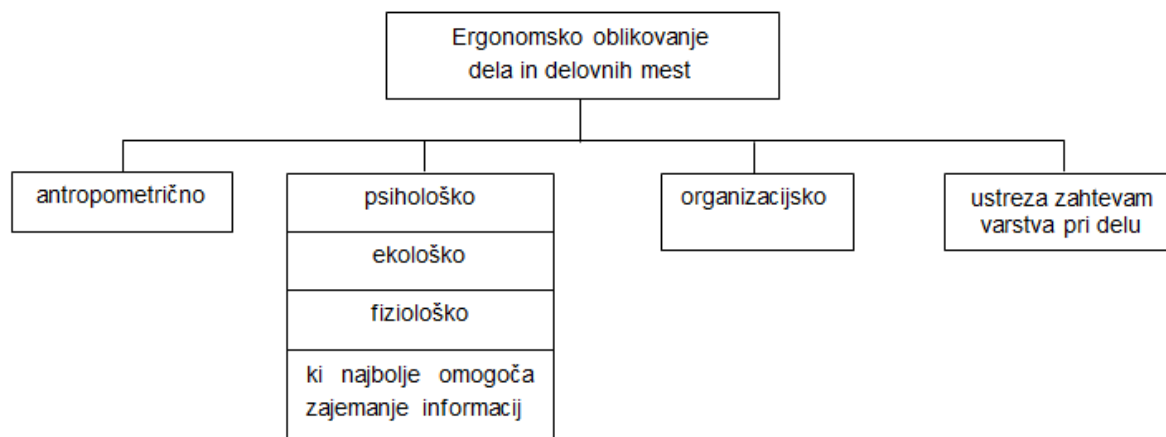 Ergonomsko oblikovanje
dela in delovnih mest
antropometrično
psihološko
ekološko
fiziološko
ki najbolje omogoča
zajemanje informacij
organizacijsko
ustreza zahtevam
varstva pri delu